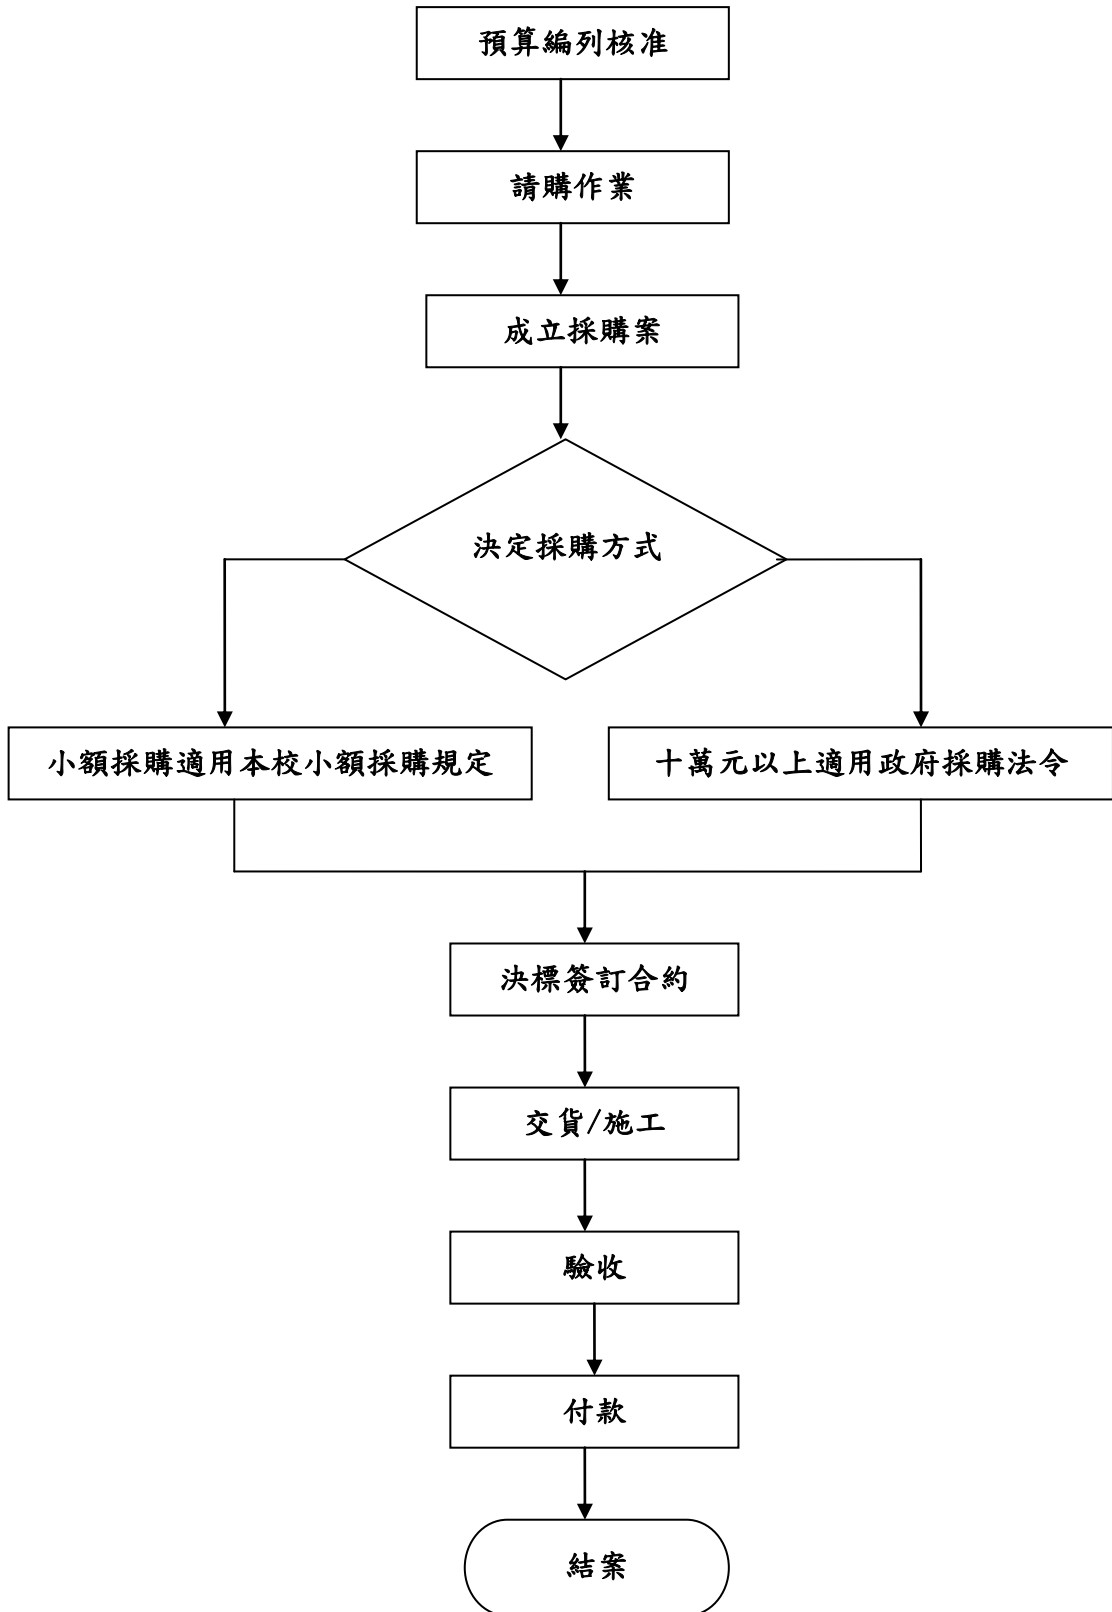 預算編列核准
請購作業
成立採購案
決定採購方式
小額採購適用本校小額採購規定
十萬元以上適用政府採購法令
決標簽訂合約
交貨/施工
驗收
付款
結案